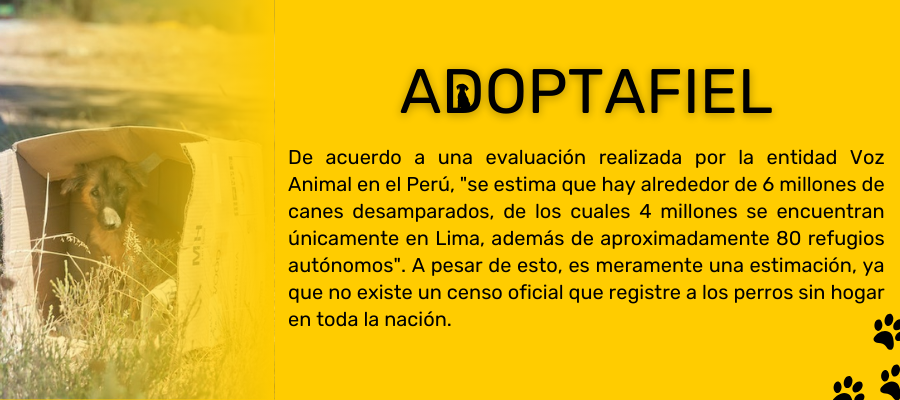 ADOPTAFIEL
De acuerdo a una evaluación realizada por la entidad Voz
Animal en el Perú, "se estima que hay alrededor de 6 millones de
canes desamparados, de los cuales 4 millones se encuentran
únicamente en Lima, además de aproximadamente 80 refugios
autónomos". A pesar de esto, es meramente una estimación, ya
que no existe un censo oficial que registre a los perros sin hogar
en toda la nación.